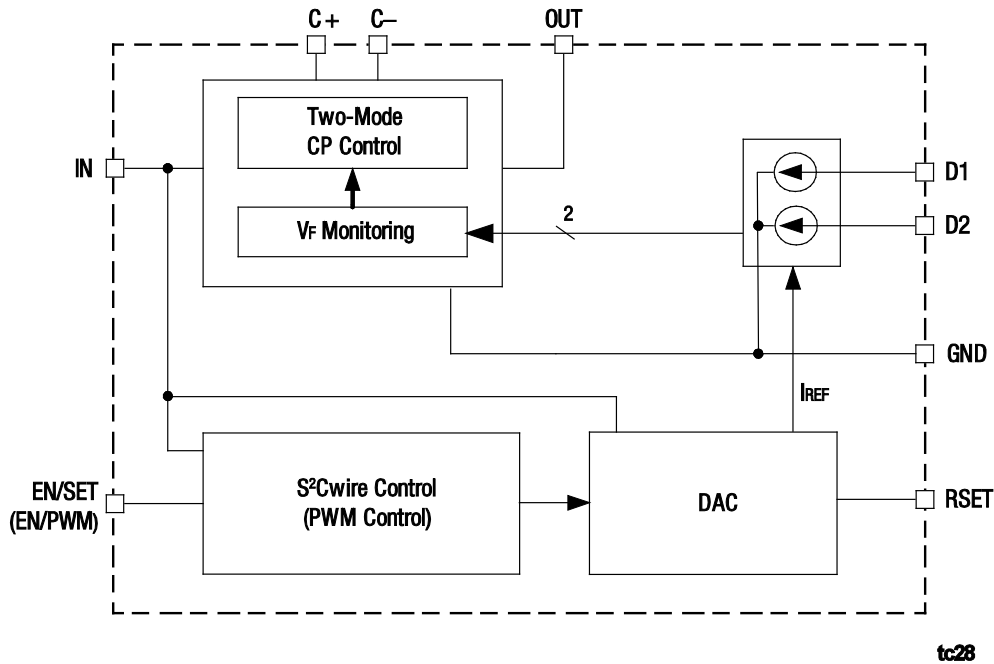 C+ C– OUT
Two-Mode
CP Control
IN
D1
2
VF Monitoring
D2
GND
IREF
EN/SET
(EN/PWM)
S²Cwire Control
(PWM Control)
DAC
RSET
tc28